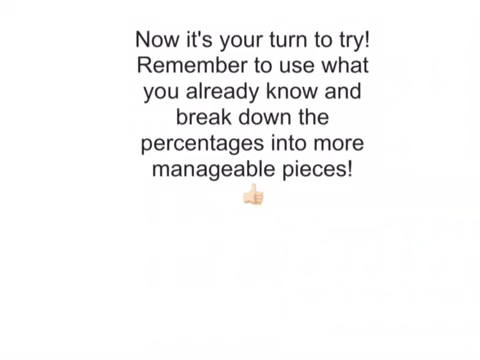 Now it's your turn to try!
Remember to use what
you already know and
break down the
percentages into more
manageable pieces!
👍🏻